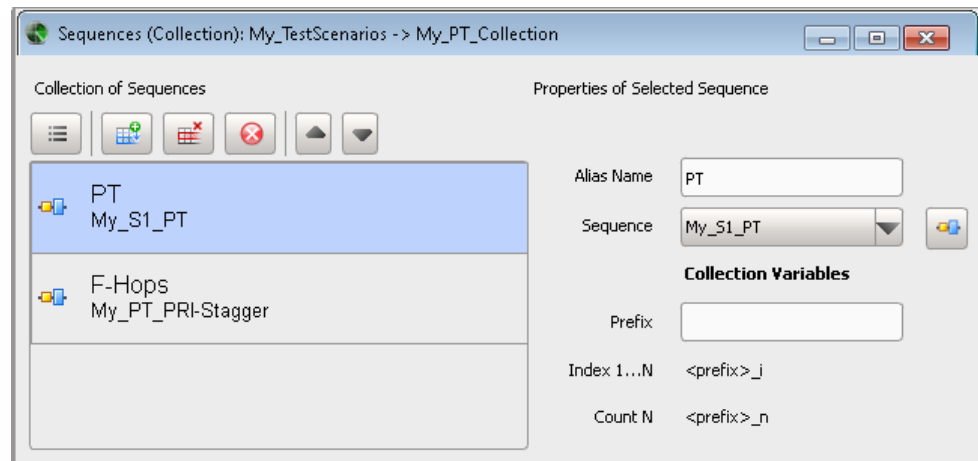 Sequences (Collection): My_TestScenarios -> My_PT_Collection
Collection of Sequences
Properties of Selected Sequence
PT
My_S1_PT
F-Hops
My_PT_PRI-Stagger
Alias Name PT
Sequence My_S1_PT
Collection Variables
Prefix
Index 1...N <prefix>_i
Count N <prefix>_n